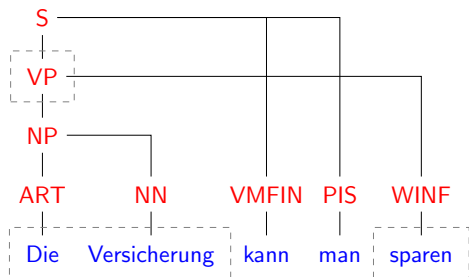 S
VP
NP
ART NN VMFIN PIS WINF
Die Versicherung kann man sparen